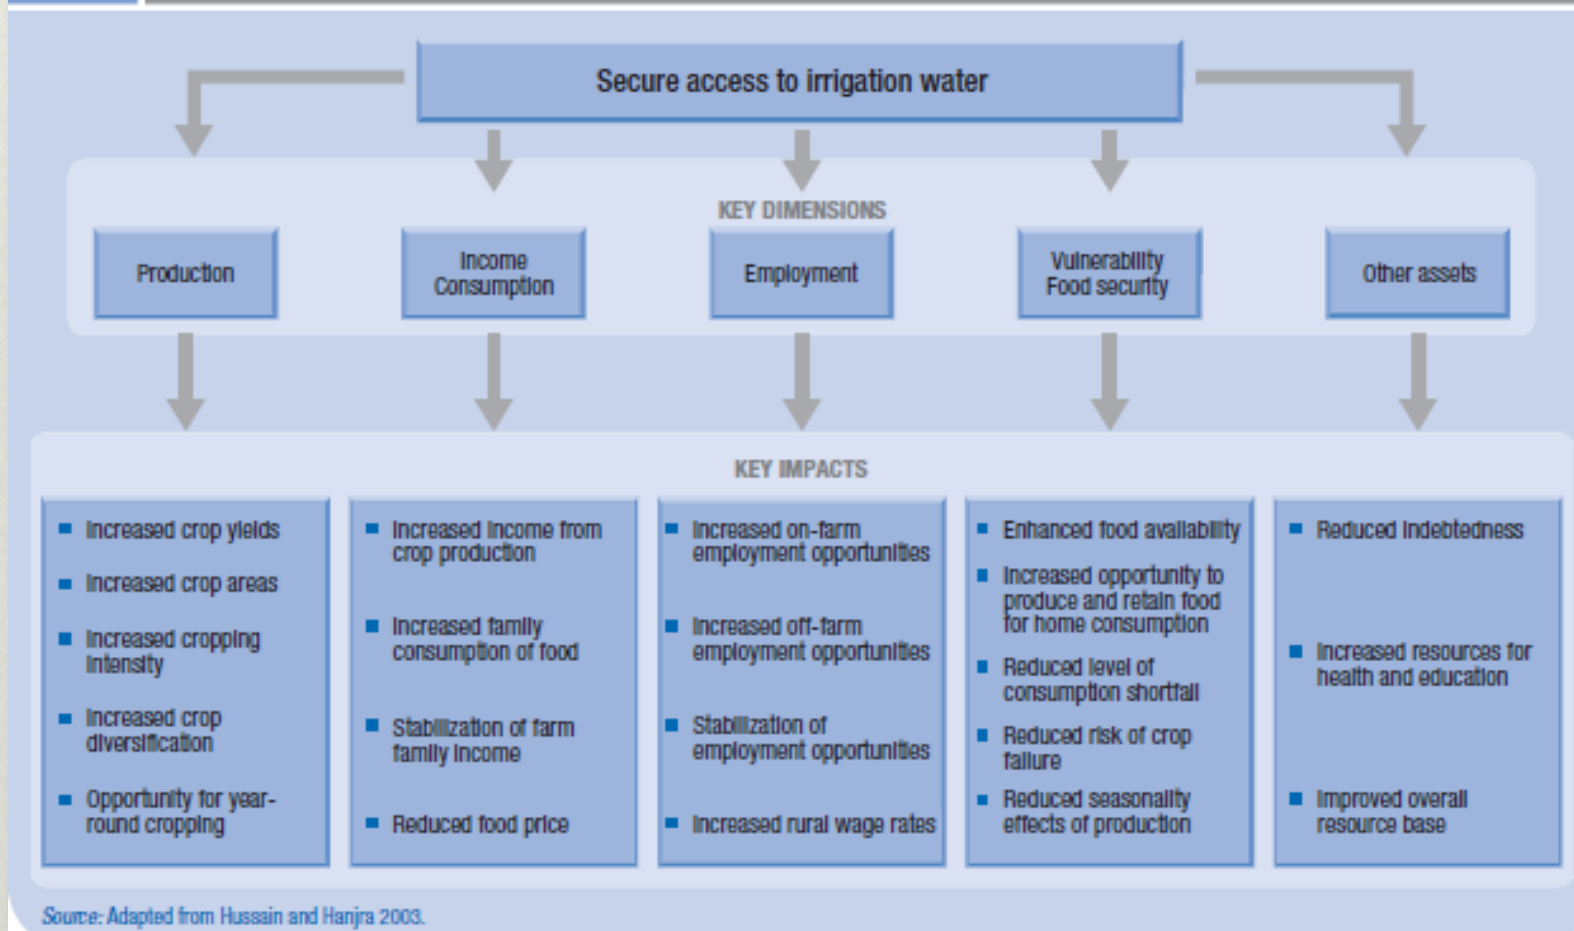 Secure access to irrigation water
KEY DIMENSIONS
Production
Income
Consumption
Employment
Vulnerability
Food security
Other assets
KEY IMPACTS
Increased crop yields
Increased crop areas
Increased cropping
intensity
Increased crop
diversification
Opportunity for year-
round cropping
Increased income from
crop production
Increased family
consumption of food
Stabilization of farm
family income
Reduced food price
Increased on-farm
employment opportunities
Increased off-farm
employment opportunities
Stabilization of
employment opportunities
Increased rural wage rates
Enhanced food availability
Increased opportunity to
produce and retain food
for home consumption
Reduced level of
consumption shortfall
Reduced risk of crop
failure
Reduced seasonality
effects of production
Reduced indebtedness
Increased resources for
health and education
Improved overall
resource base
Source: Adapted from Hussain and Hanjra 2003.